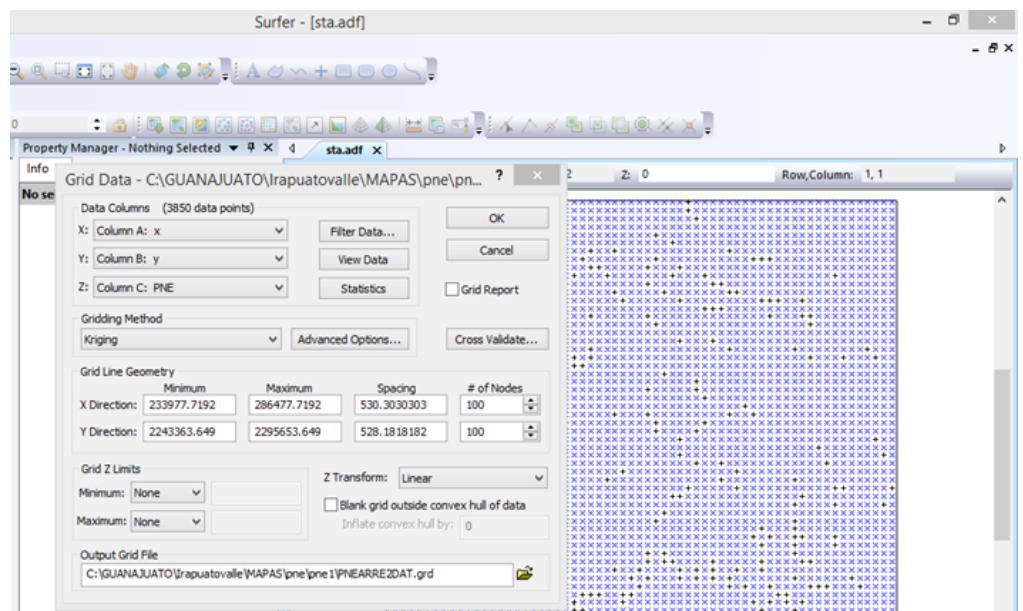 Surfer - [sta.adf]
0
Property Manager - Nothing Selected
sta.adf
Info
2 Z: 0 Row,Column: 1, 1
No se
Grid Data - C:\GUANAJUATO\Irapuatovalle\MAPAS\pne\pn... ?
Data Columns (3850 data points)
OK
X: Column A: x
Filter Data...
Cancel
Y: Column B: y
View Data
Z: Column C: PNE
Statistics
Grid Report
Gridding Method
Kriging
Advanced Options...
Cross Validate...
Grid Line Geometry
Minimum Maximum Spacing # of Nodes
X Direction: 233977.7192 286477.7192 530.3030303 100
Y Direction: 2243363.649 2295653.649 528.1818182 100
Grid Z Limits
Z Transform: Linear
Minimum: None
Blank grid outside convex hull of data
Maximum: None
Inflate convex hull by: 0
Output Grid File
C:\GUANAJUATO\Irapuatovalle\MAPAS\pne\pne1\PNEARRE2DAT.grd